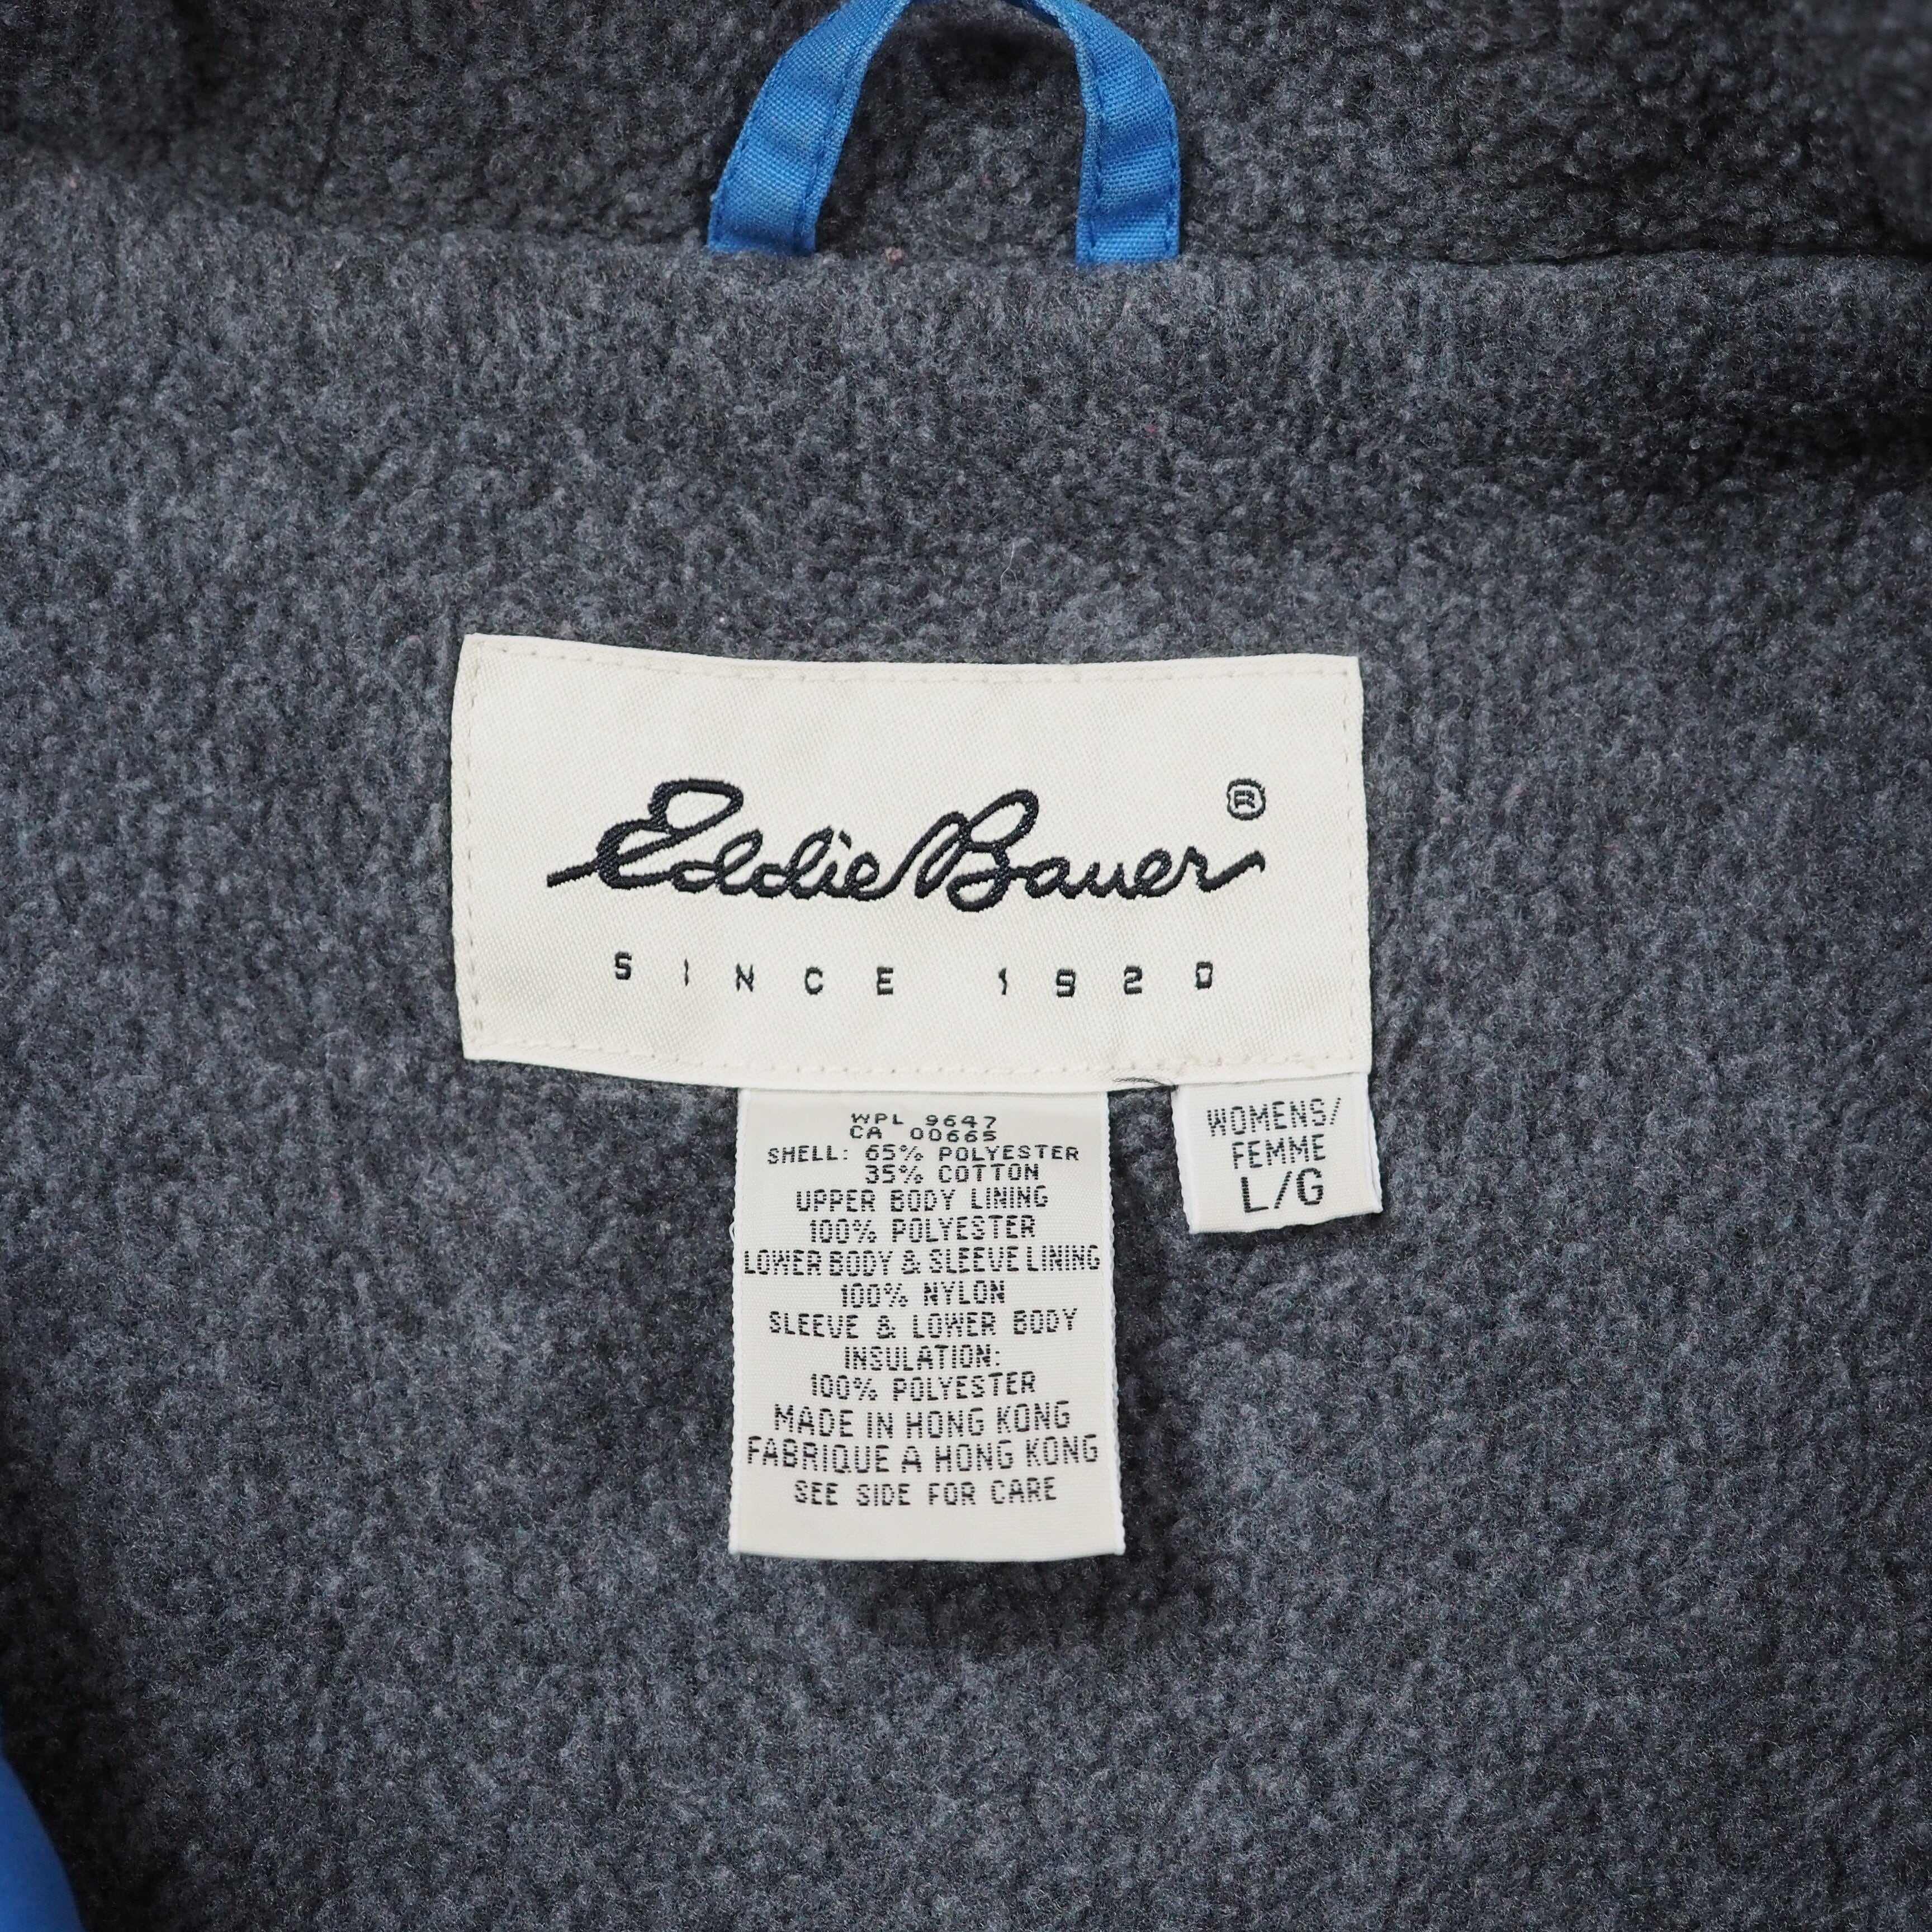 Eddie Bauer ®
SINCE 1920
WPL 9647
CA 00665
SHELL: 65% POLYESTER
35% COTTON
UPPER BODY LINING
100% POLYESTER
LOWER BODY & SLEEVE LINING
100% NYLON
SLEEVE & LOWER BODY
INSULATION:
100% POLYESTER
MADE IN HONG KONG
FABRIQUE A HONG KONG
SEE SIDE FOR CARE
WOMENS/
FEMME
L/G